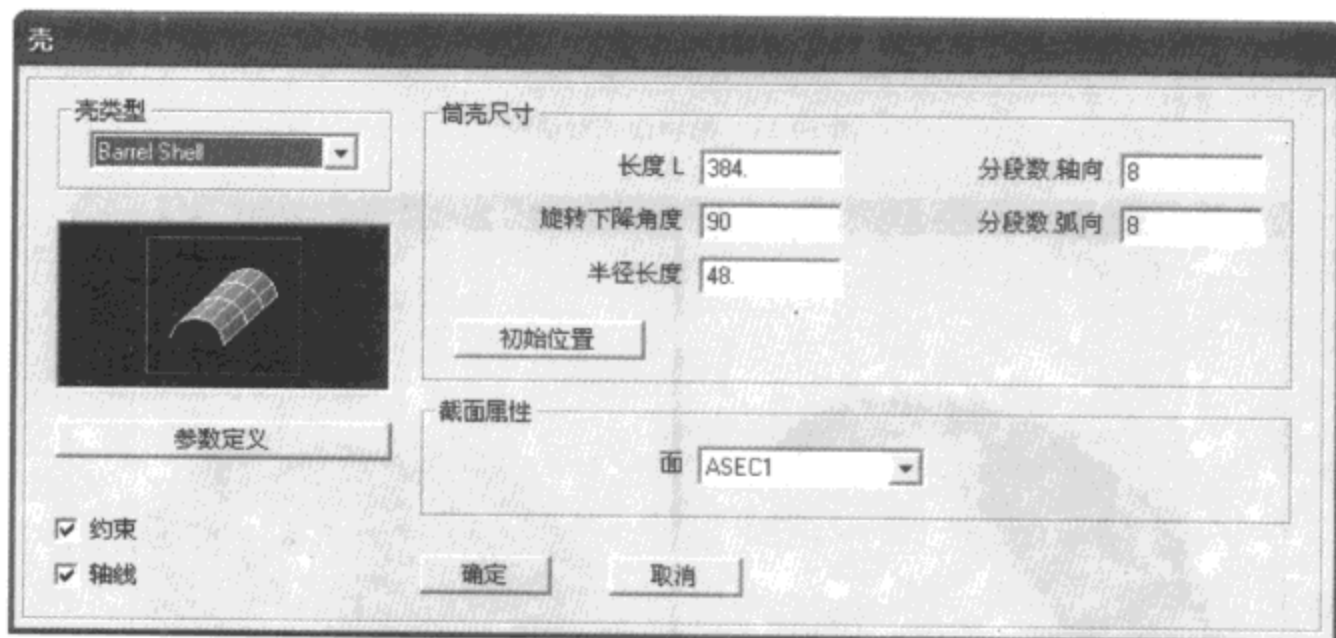 壳
壳类型
Barrel Shell
参数定义
约束
轴线
筒壳尺寸
长度 L 384.
分段数,轴向 8
旋转下降角度 90
分段数,弧向 8
半径长度 48.
初始位置
截面属性
面 ASEC1
确定
取消